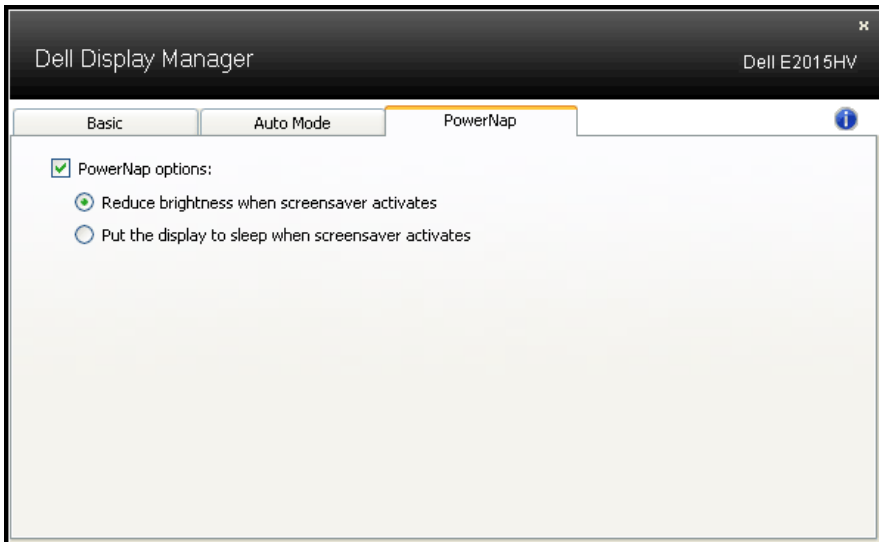 x
Dell Display Manager
Dell E2015HV
Basic
Auto Mode
PowerNap
i
PowerNap options:
Reduce brightness when screensaver activates
Put the display to sleep when screensaver activates